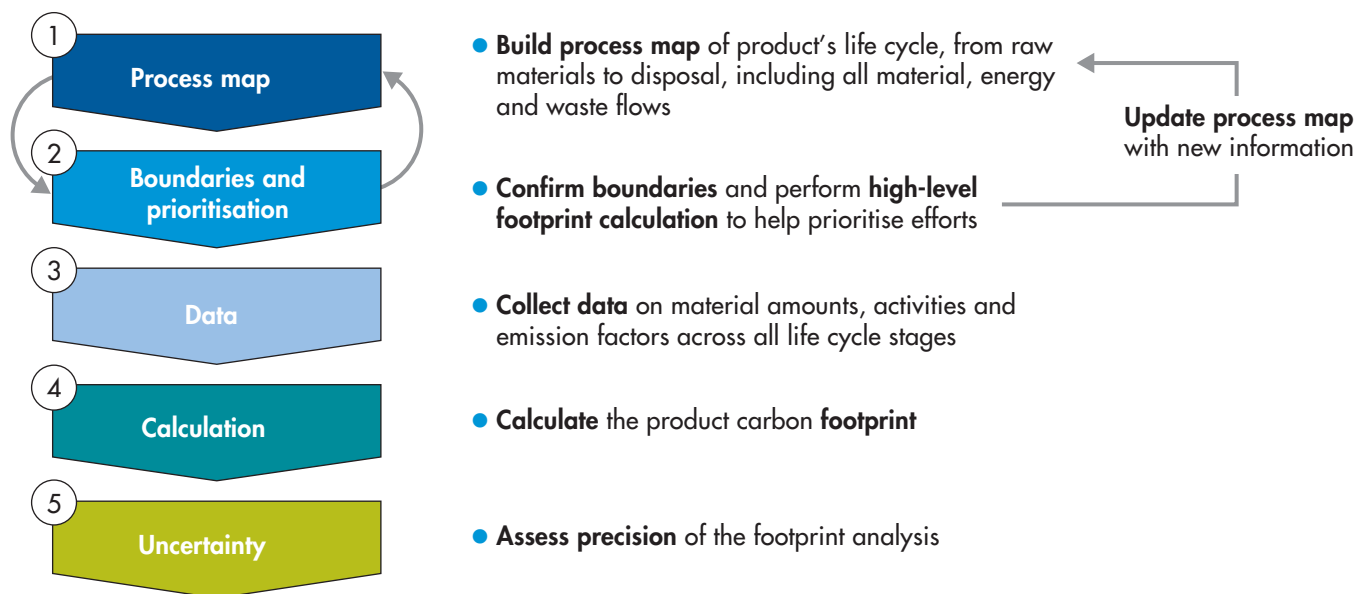 1
Process map
• Build process map of product's life cycle, from raw
materials to disposal, including all material, energy
and waste flows
Update process map
with new information
2
Boundaries and
prioritisation
• Confirm boundaries and perform high-level
footprint calculation to help prioritise efforts
3
Data
• Collect data on material amounts, activities and
emission factors across all life cycle stages
4
Calculation
• Calculate the product carbon footprint
5
Uncertainty
• Assess precision of the footprint analysis